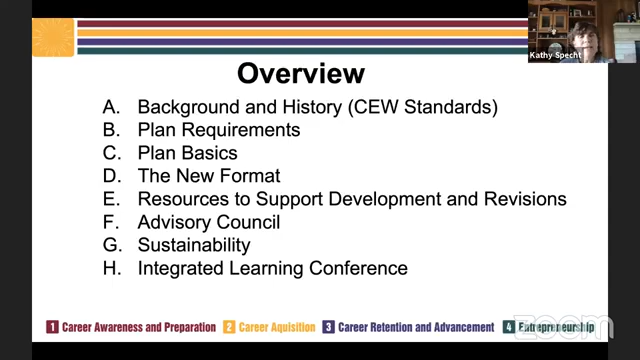 Kathy Specht
Overview
A. Background and History (CEW Standards)
B. Plan Requirements
C. Plan Basics
D. The New Format
E. Resources to Support Development and Revisions
F. Advisory Council
G. Sustainability
H. Integrated Learning Conference
1 Career Awareness and Preparation 2 Career Aquisition 3 Career Retention and Advancement 4 Entrepreneurship
zoom